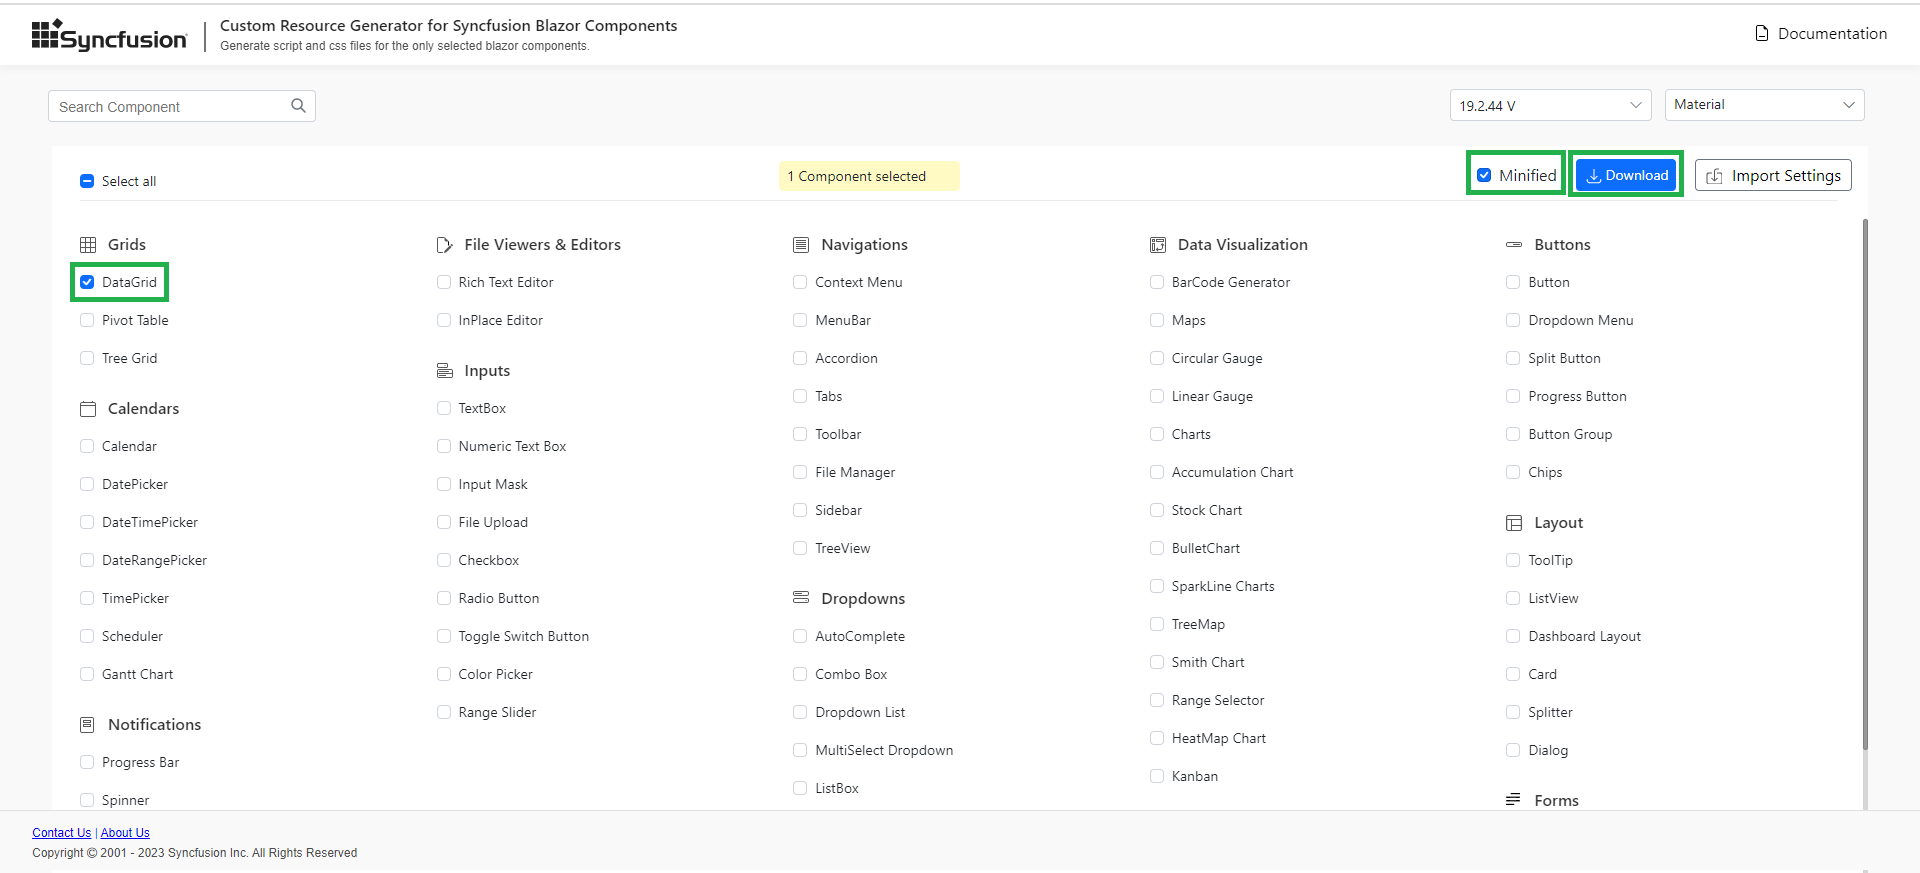 Syncfusion
Custom Resource Generator for Syncfusion Blazor Components
Generate script and css files for the only selected blazor components.
Documentation
Search Component
19.2.44 V
Material
Select all
1 Component selected
Minified
Download
Import Settings
Grids
DataGrid
Pivot Table
Tree Grid
Calendars
Calendar
DatePicker
DateTimePicker
DateRangePicker
TimePicker
Scheduler
Gantt Chart
Notifications
Progress Bar
Spinner
File Viewers & Editors
Rich Text Editor
InPlace Editor
Inputs
TextBox
Numeric Text Box
Input Mask
File Upload
Checkbox
Radio Button
Toggle Switch Button
Color Picker
Range Slider
Navigations
Context Menu
MenuBar
Accordion
Tabs
Toolbar
File Manager
Sidebar
TreeView
Dropdowns
AutoComplete
Combo Box
Dropdown List
MultiSelect Dropdown
ListBox
Data Visualization
BarCode Generator
Maps
Circular Gauge
Linear Gauge
Charts
Accumulation Chart
Stock Chart
BulletChart
SparkLine Charts
TreeMap
Smith Chart
Range Selector
HeatMap Chart
Kanban
Buttons
Button
Dropdown Menu
Split Button
Progress Button
Button Group
Chips
Layout
ToolTip
ListView
Dashboard Layout
Card
Splitter
Dialog
Forms
Contact Us | About Us
Copyright © 2001 - 2023 Syncfusion Inc. All Rights Reserved